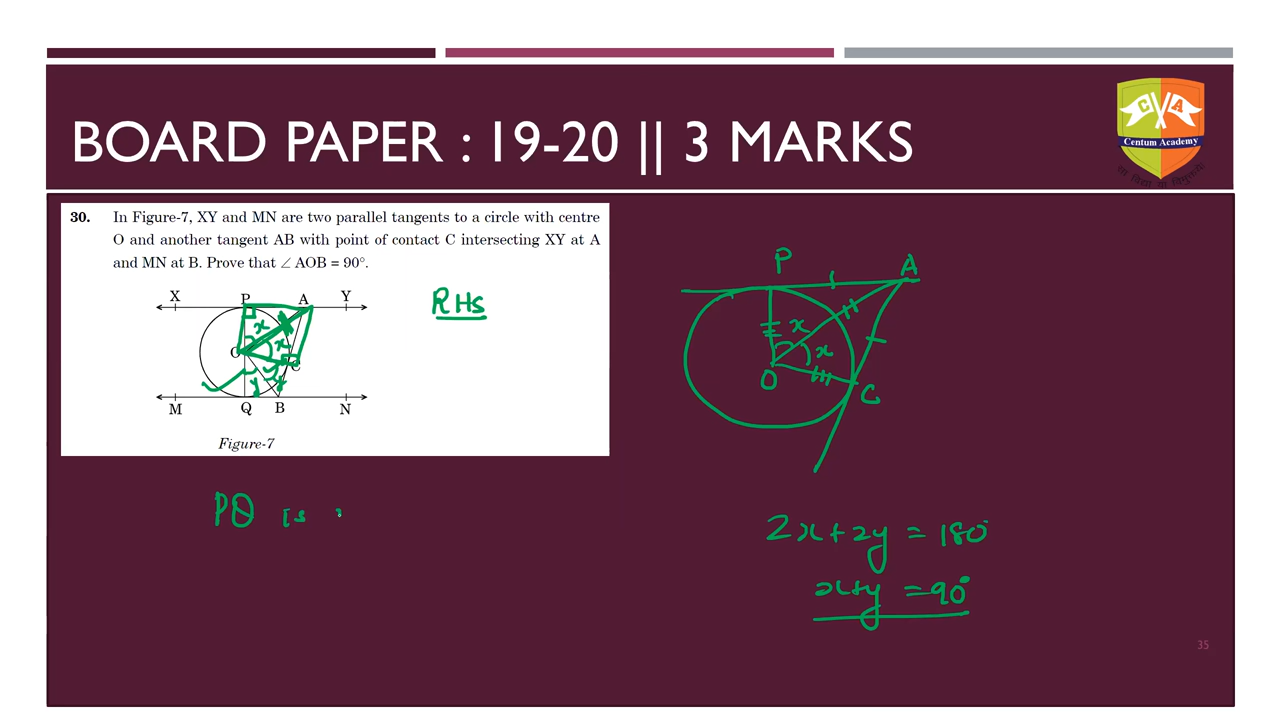 BOARD PAPER : 19-20 || 3 MARKS
C A
Centum Academy
30. In Figure-7, XY and MN are two parallel tangents to a circle with centre
O and another tangent AB with point of contact C intersecting XY at A
and MN at B. Prove that ∠ AOB = 90°.
X P A Y
x
O x
C
y y
M Q B N
Figure-7
RHS
P A
x
x
O
C
PQ is
2x+2y = 180°
x+y = 90°
35